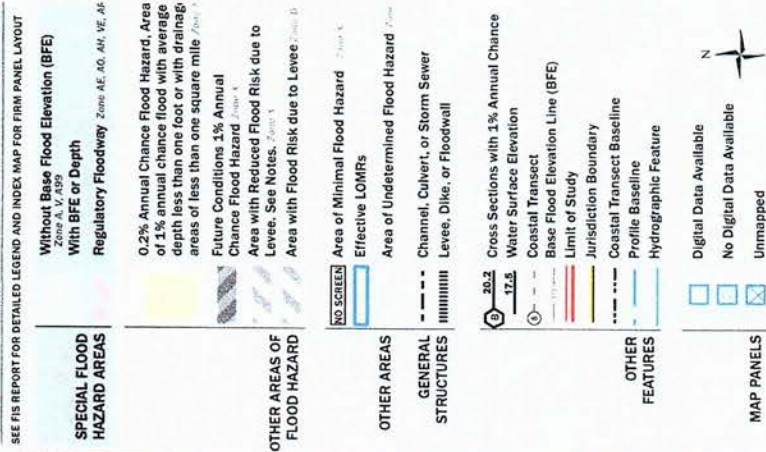 SEE FIS REPORT FOR DETAILED LEGEND AND INDEX MAP FOR FIRM PANEL LAYOUT
SPECIAL FLOOD
HAZARD AREAS
Without Base Flood Elevation (BFE)
Zone A, V, A99
With BFE or Depth
Regulatory Floodway Zone AE, AO, AH, VE, AR
OTHER AREAS OF
FLOOD HAZARD
0.2% Annual Chance Flood Hazard, Area
of 1% annual chance flood with average
depth less than one foot or with drainage
areas of less than one square mile Zone X
Future Conditions 1% Annual
Chance Flood Hazard Zone X
Area with Reduced Flood Risk due to
Levee. See Notes. Zone X
Area with Flood Risk due to Levee Zone D
OTHER AREAS
NO SCREEN Area of Minimal Flood Hazard Zone X
Effective LOMRs
Area of Undetermined Flood Hazard Zone
GENERAL
STRUCTURES
Channel, Culvert, or Storm Sewer
Levee, Dike, or Floodwall
OTHER
FEATURES
B 20.2 Cross Sections with 1% Annual Chance
17.5 Water Surface Elevation
8 Coastal Transect
Base Flood Elevation Line (BFE)
Limit of Study
Jurisdiction Boundary
Coastal Transect Baseline
Profile Baseline
Hydrographic Feature
MAP PANELS
Digital Data Available
No Digital Data Available
Unmapped
N